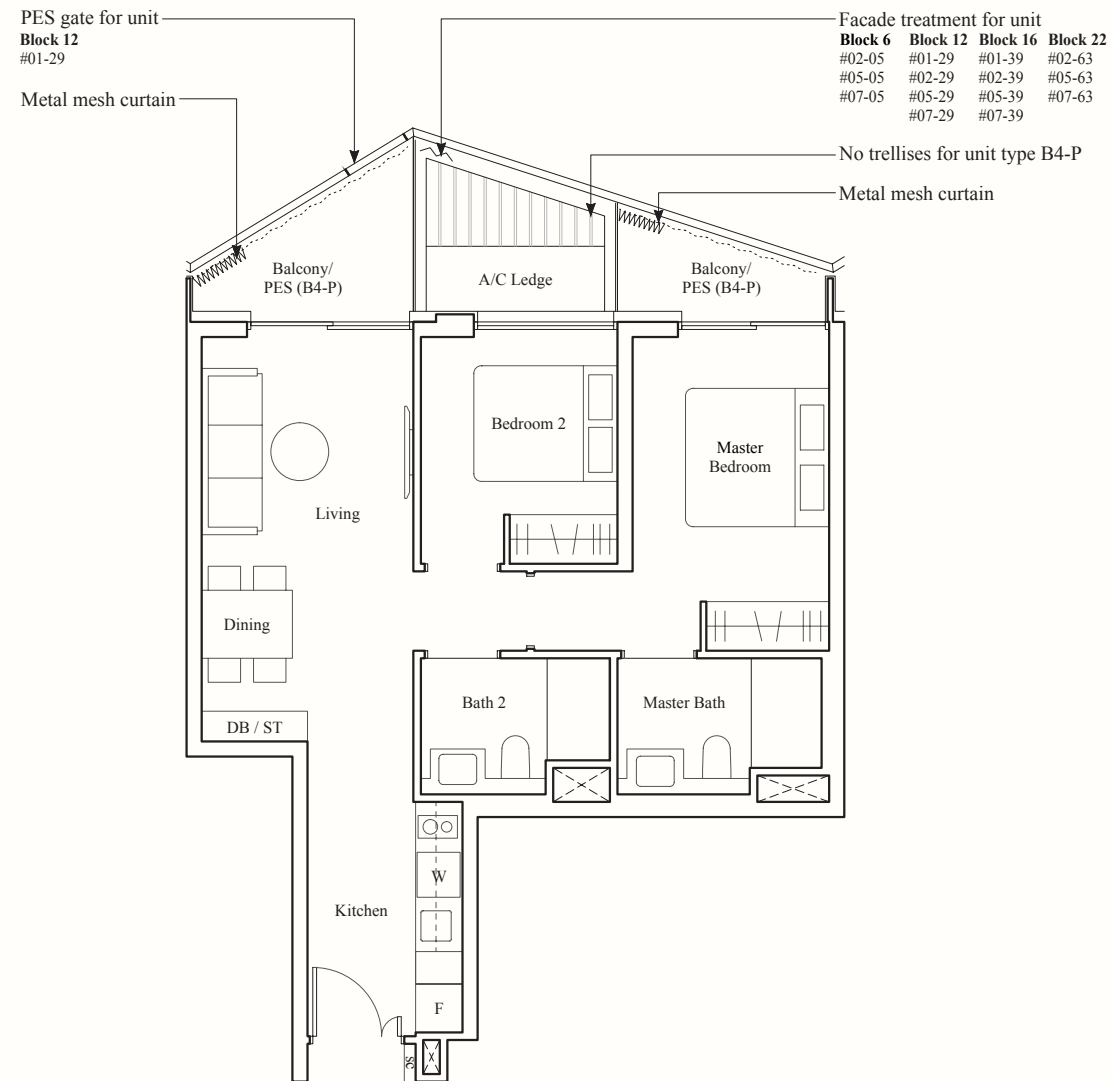 PES gate for unit
Block 12
#01-29
Metal mesh curtain
Facade treatment for unit
Block 6 Block 12 Block 16 Block 22
#02-05 #01-29 #01-39 #02-63
#05-05 #02-29 #02-39 #05-63
#07-05 #05-29 #05-39 #07-63
#07-29 #07-39
No trellises for unit type B4-P
Metal mesh curtain
Balcony/
PES (B4-P)
A/C Ledge
Balcony/
PES (B4-P)
Bedroom 2
Master
Bedroom
Living
Dining
DB / ST
Bath 2
Master Bath
W
Kitchen
F
SC